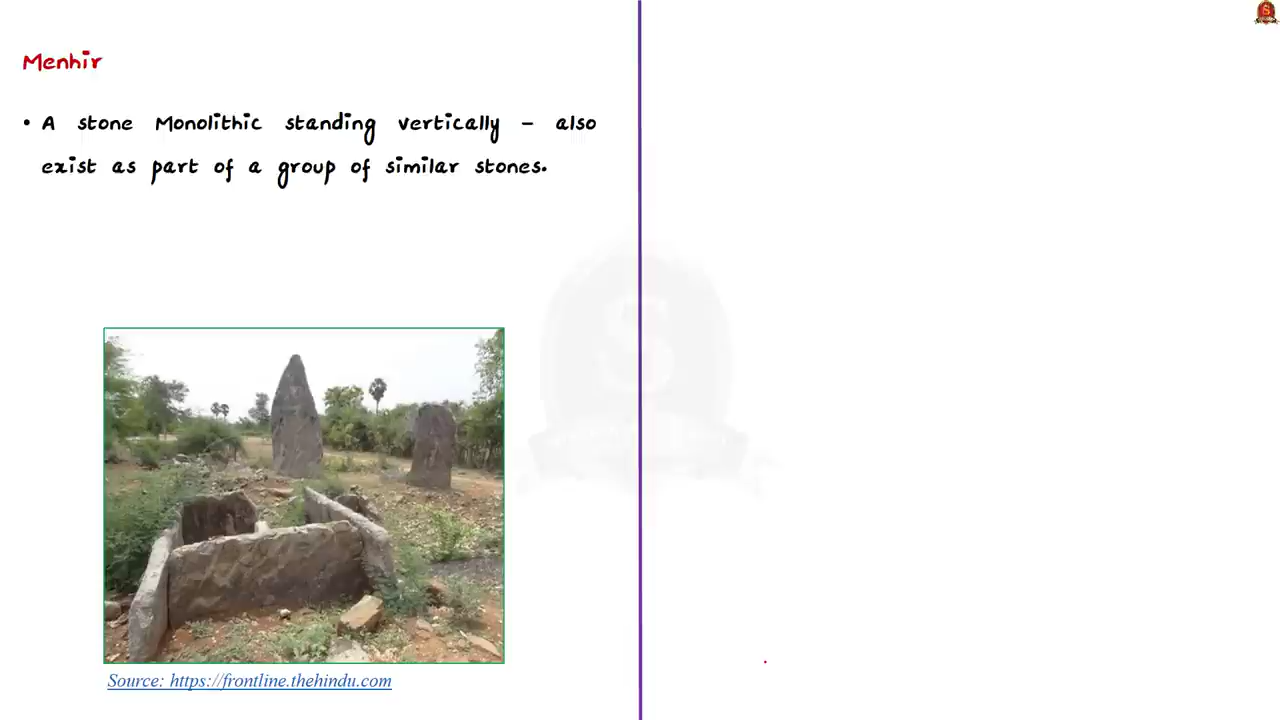 Menhir
• A stone Monolithic standing vertically – also
exist as part of a group of similar stones.
Source: https://frontline.thehindu.com